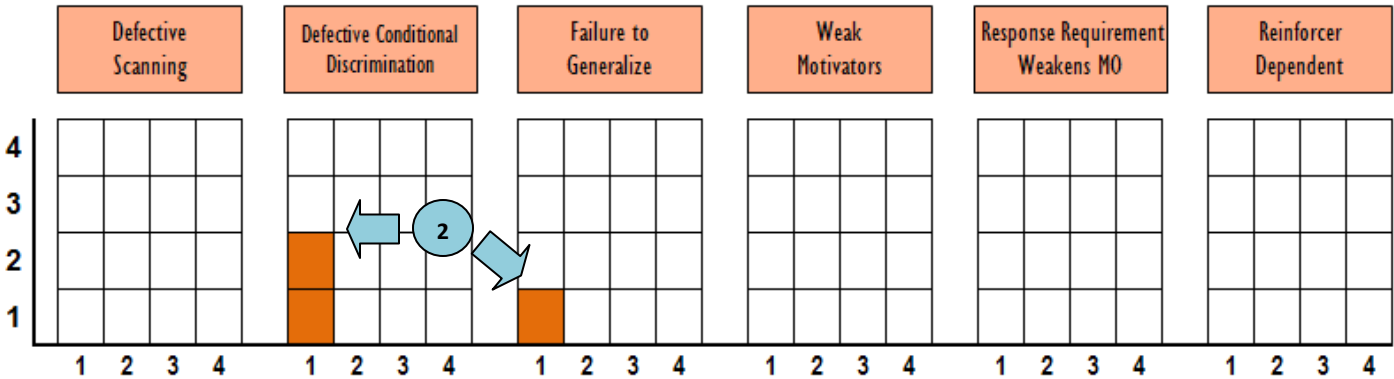 Defective
Scanning
Defective Conditional
Discrimination
Failure to
Generalize
Weak
Motivators
Response Requirement
Weakens MO
Reinforcer
Dependent
4
3
2
1
2
1 2 3 4 1 2 3 4 1 2 3 4 1 2 3 4 1 2 3 4 1 2 3 4